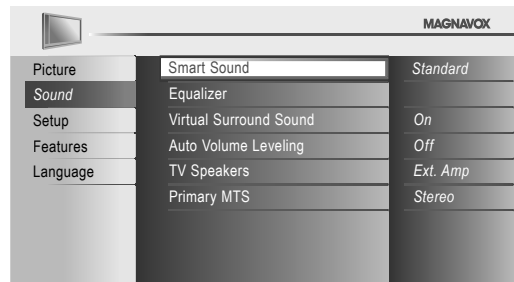 MAGNAVOX
Picture
Sound
Setup
Features
Language
Smart Sound Standard
Equalizer
Virtual Surround Sound On
Auto Volume Leveling Off
TV Speakers Ext. Amp
Primary MTS Stereo